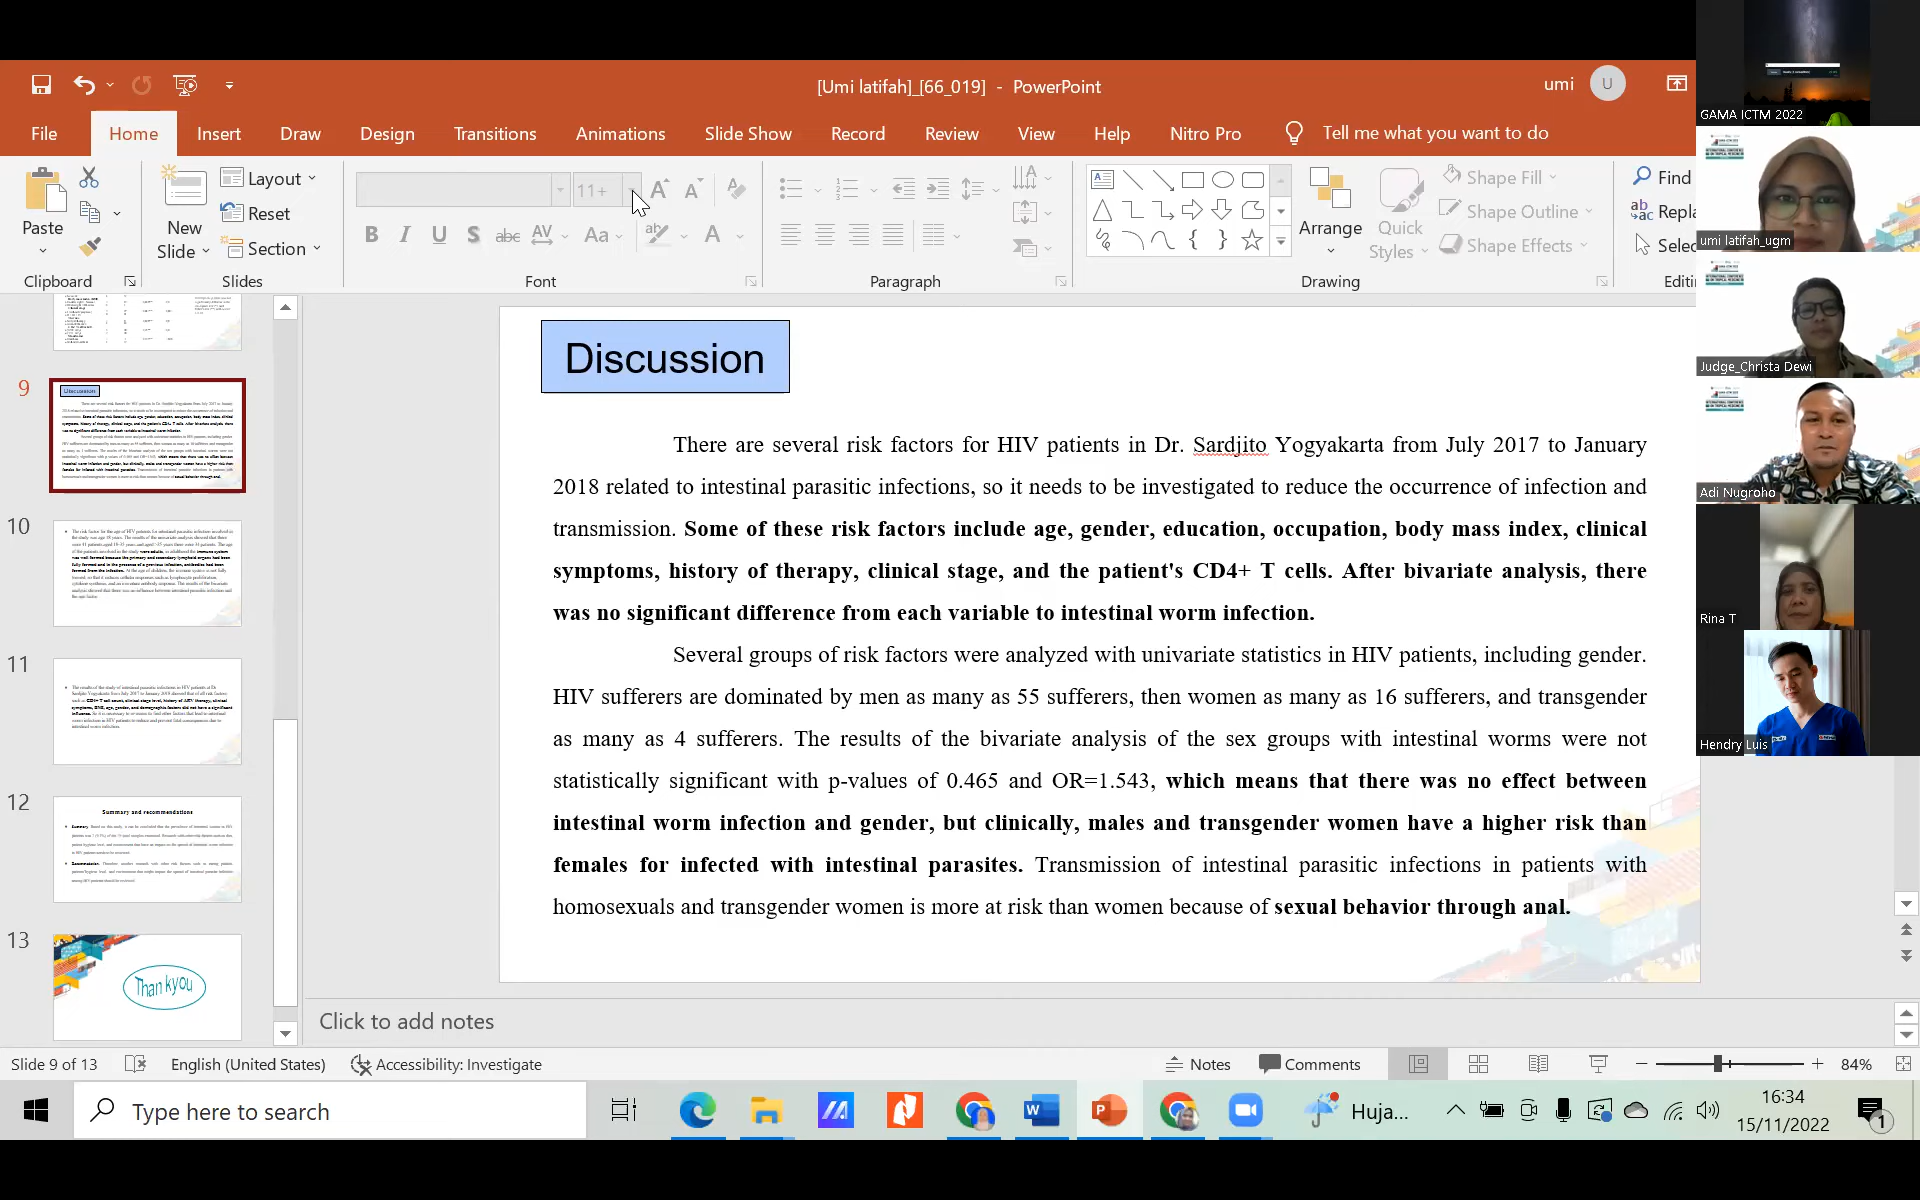 [Umi latifah]_[66_019] - PowerPoint
umi
U
File Home Insert Draw Design Transitions Animations Slide Show Record Review View Help Nitro Pro Tell me what you want to do
Paste
Clipboard
New
Slide
Layout
Reset
Section
Slides
11+
Font
Paragraph
Arrange
Quick
Styles
Shape Fill
Shape Outline
Shape Effects
Drawing
Find
Discussion
There are several risk factors for HIV patients in Dr. Sardjito Yogyakarta from July 2017 to January
2018 related to intestinal parasitic infections, so it needs to be investigated to reduce the occurrence of infection and
transmission. Some of these risk factors include age, gender, education, occupation, body mass index, clinical
symptoms, history of therapy, clinical stage, and the patient's CD4+ T cells. After bivariate analysis, there
was no significant difference from each variable to intestinal worm infection.
Several groups of risk factors were analyzed with univariate statistics in HIV patients, including gender.
HIV sufferers are dominated by men as many as 55 sufferers, then women as many as 16 sufferers, and transgender
as many as 4 sufferers. The results of the bivariate analysis of the sex groups with intestinal worms were not
statistically significant with p-values of 0.465 and OR=1.543, which means that there was no effect between
intestinal worm infection and gender, but clinically, males and transgender women have a higher risk than
females for infected with intestinal parasites. Transmission of intestinal parasitic infections in patients with
homosexuals and transgender women is more at risk than women because of sexual behavior through anal.
9
Discussion
10
11
12
Summary and recommendations
13
Thankyou
Click to add notes
Slide 9 of 13
English (United States)
Accessibility: Investigate
Notes
Comments
84%
Type here to search
Huja...
16:34
15/11/2022
1
GAMA ICTM 2022
umi latifah_ugm
Judge_Christa Dewi
Adi Nugroho
Rina T
Hendry Luis